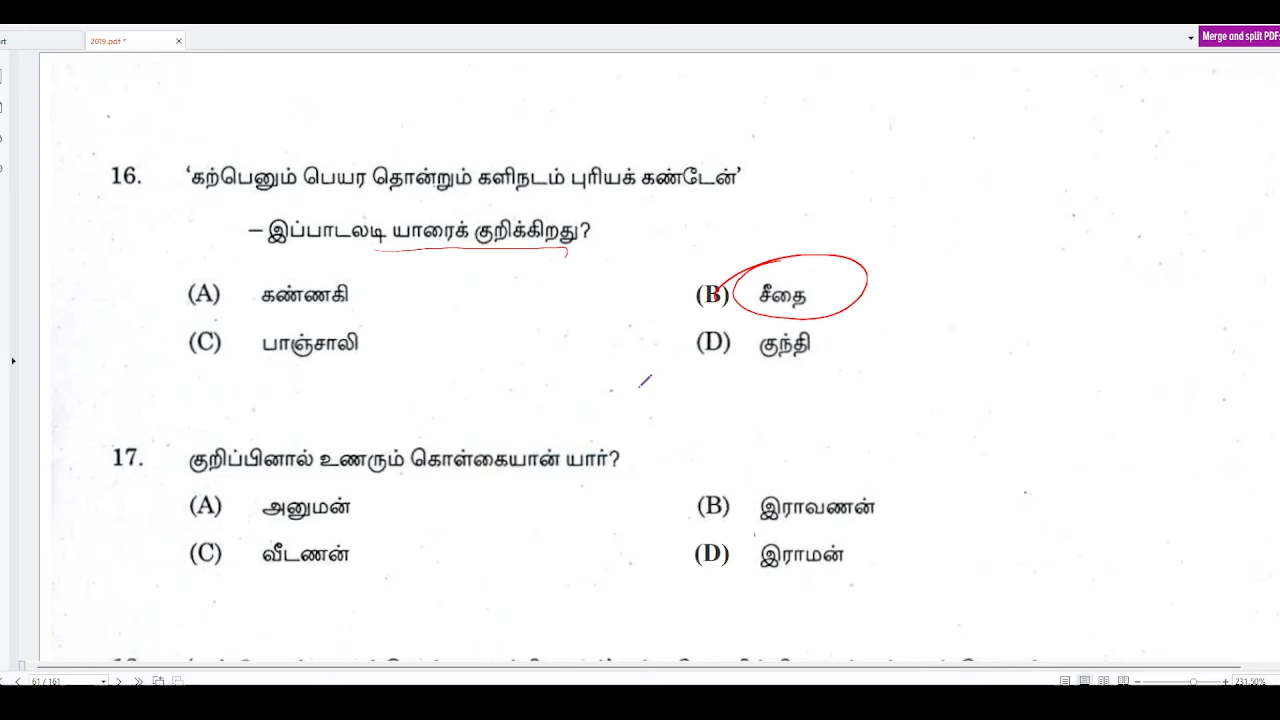 2019.pdf *
Merge and split PDFs
16. ‘கற்பெனும் பெயர தொன்றும் களிநடம் புரியக் கண்டேன்’
– இப்பாடலடி யாரைக் குறிக்கிறது?
(A) கண்ணகி (B) சீதை
(C) பாஞ்சாலி (D) குந்தி
17. குறிப்பினால் உணரும் கொள்கையான் யார்?
(A) அனுமன் (B) இராவணன்
(C) வீடணன் (D) இராமன்
61 / 161 231.50%